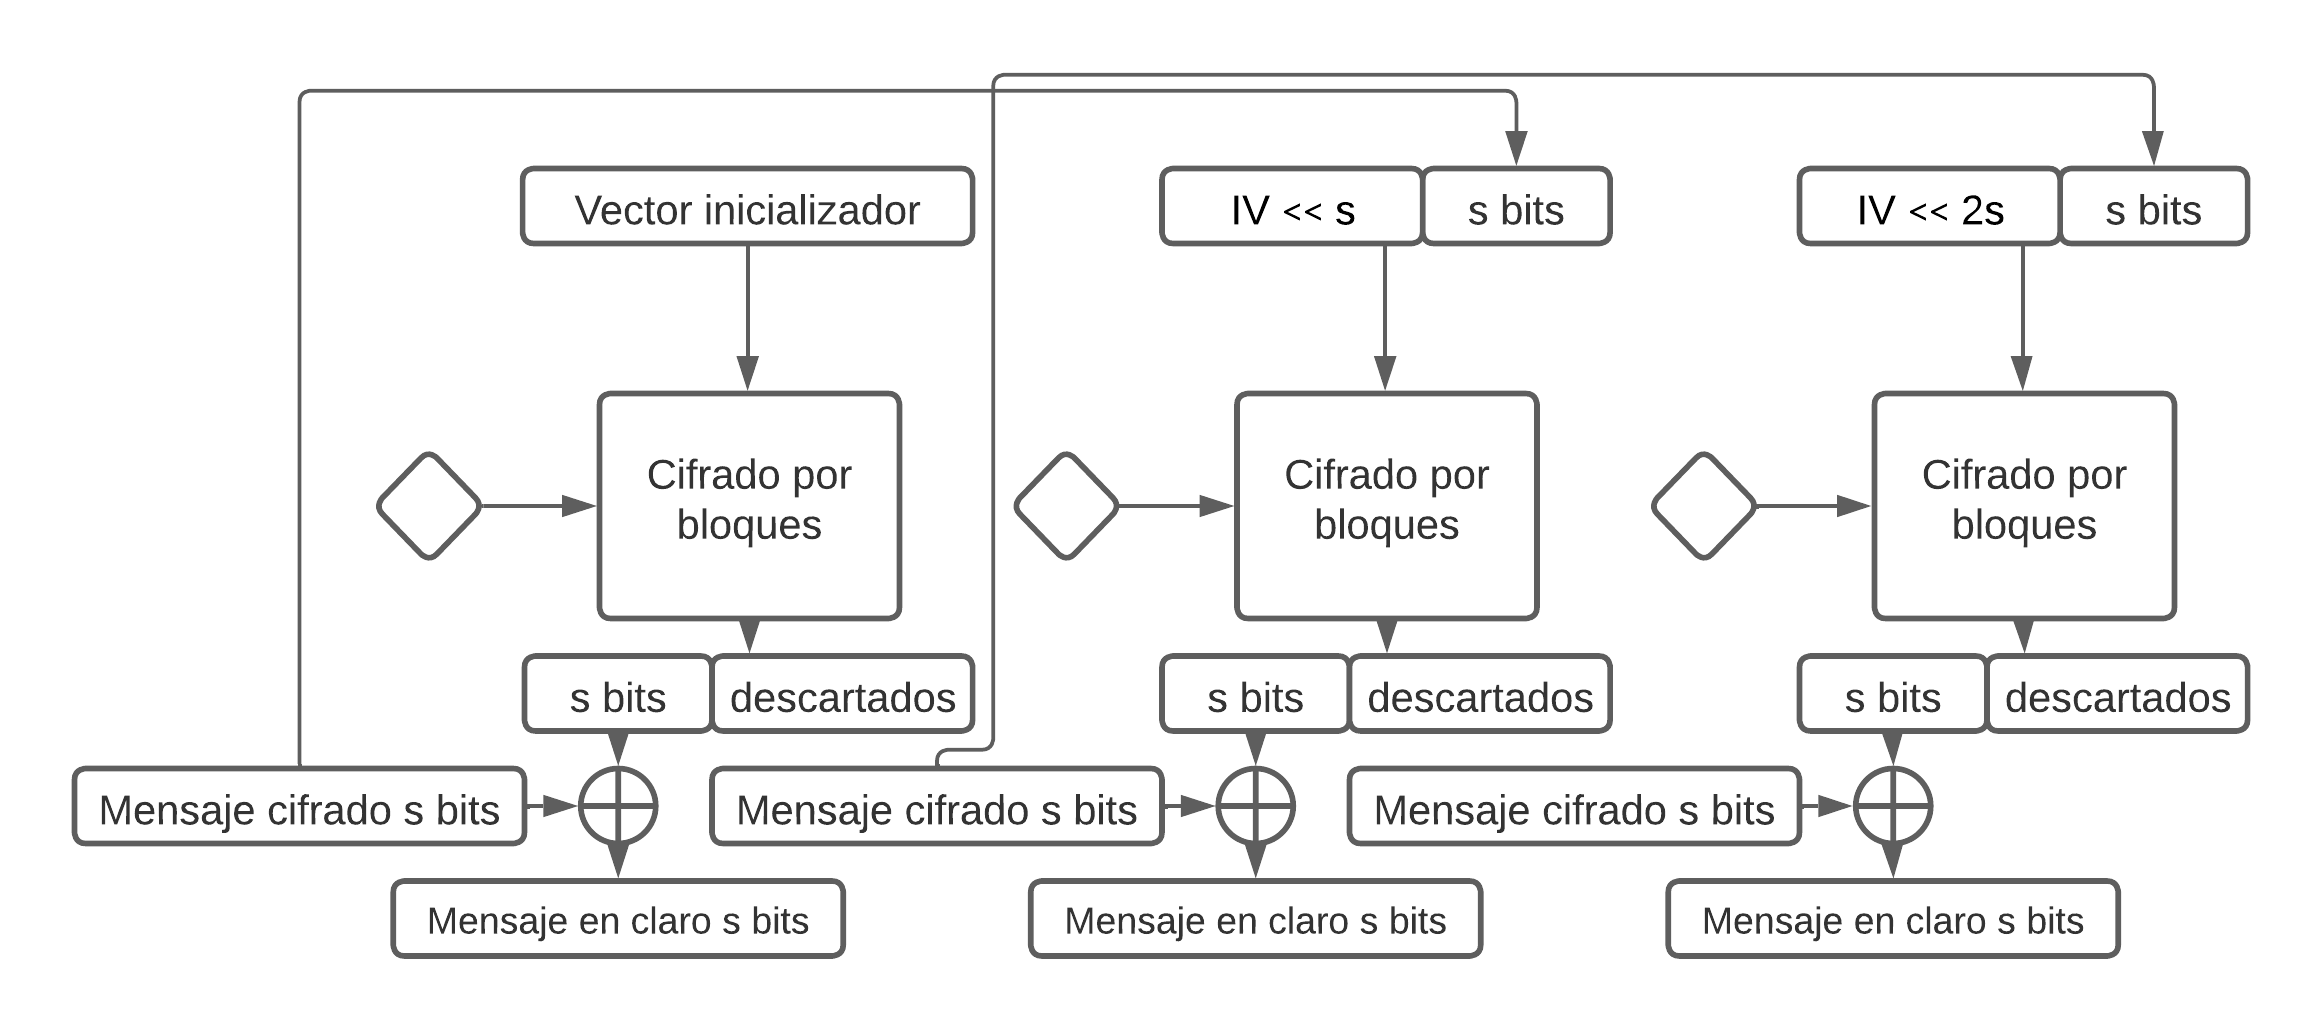 Vector inicializador
IV << s
s bits
IV << 2s
s bits
Cifrado por
bloques
Cifrado por
bloques
Cifrado por
bloques
s bits
descartados
s bits
descartados
s bits
descartados
Mensaje cifrado s bits
Mensaje cifrado s bits
Mensaje cifrado s bits
Mensaje en claro s bits
Mensaje en claro s bits
Mensaje en claro s bits